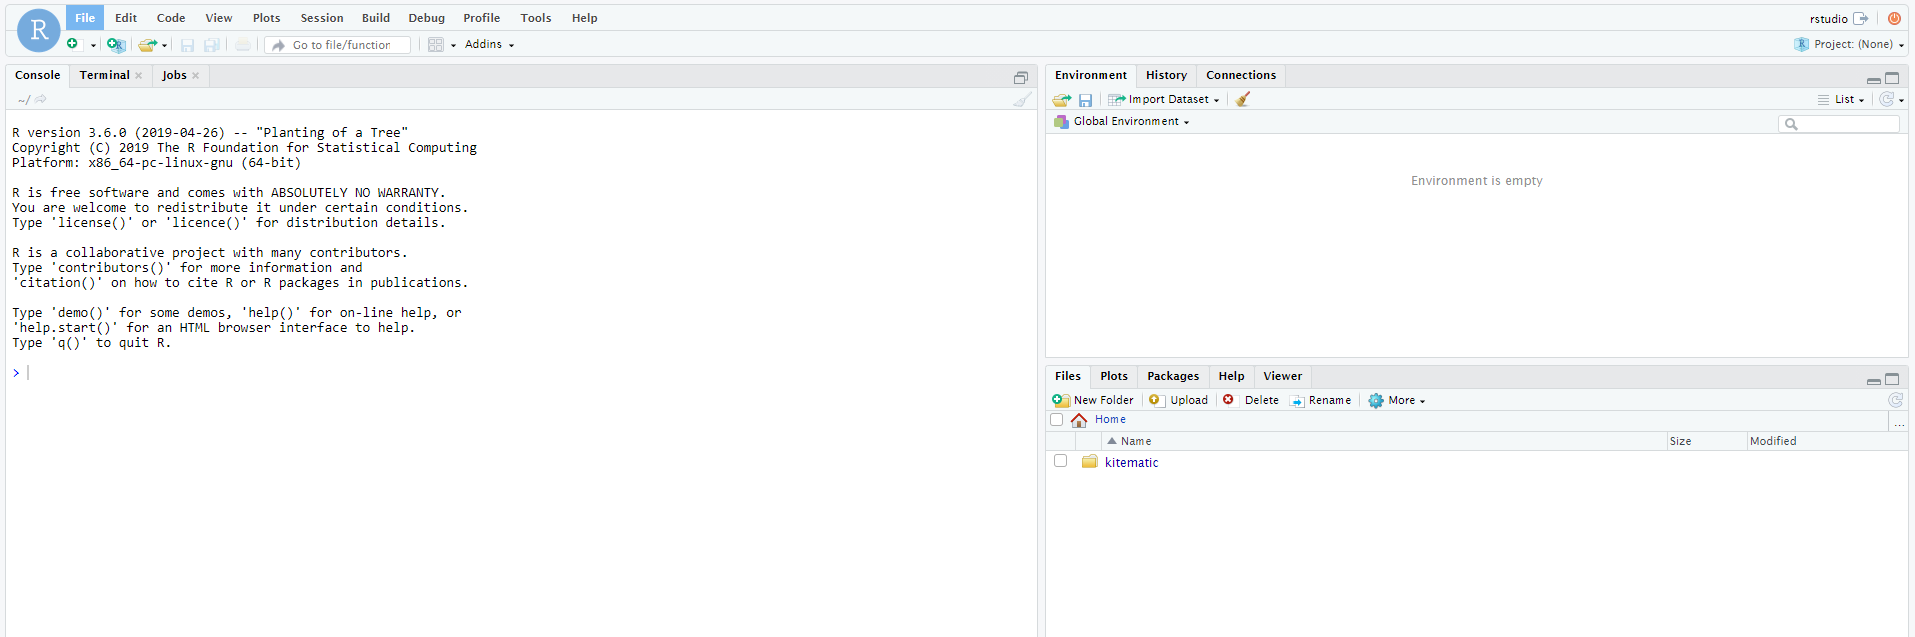 R
File Edit Code View Plots Session Build Debug Profile Tools Help
rstudio
R Go to file/function Addins
R Project: (None)
Console Terminal Jobs
~/
R version 3.6.0 (2019-04-26) -- "Planting of a Tree"
Copyright (C) 2019 The R Foundation for Statistical Computing
Platform: x86_64-pc-linux-gnu (64-bit)
R is free software and comes with ABSOLUTELY NO WARRANTY.
You are welcome to redistribute it under certain conditions.
Type 'license()' or 'licence()' for distribution details.
R is a collaborative project with many contributors.
Type 'contributors()' for more information and
'citation()' on how to cite R or R packages in publications.
Type 'demo()' for some demos, 'help()' for on-line help, or
'help.start()' for an HTML browser interface to help.
Type 'q()' to quit R.
>
Environment History Connections
Import Dataset List
Global Environment
Environment is empty
Files Plots Packages Help Viewer
New Folder Upload Delete Rename More
Home ...
Name Size Modified
kitematic